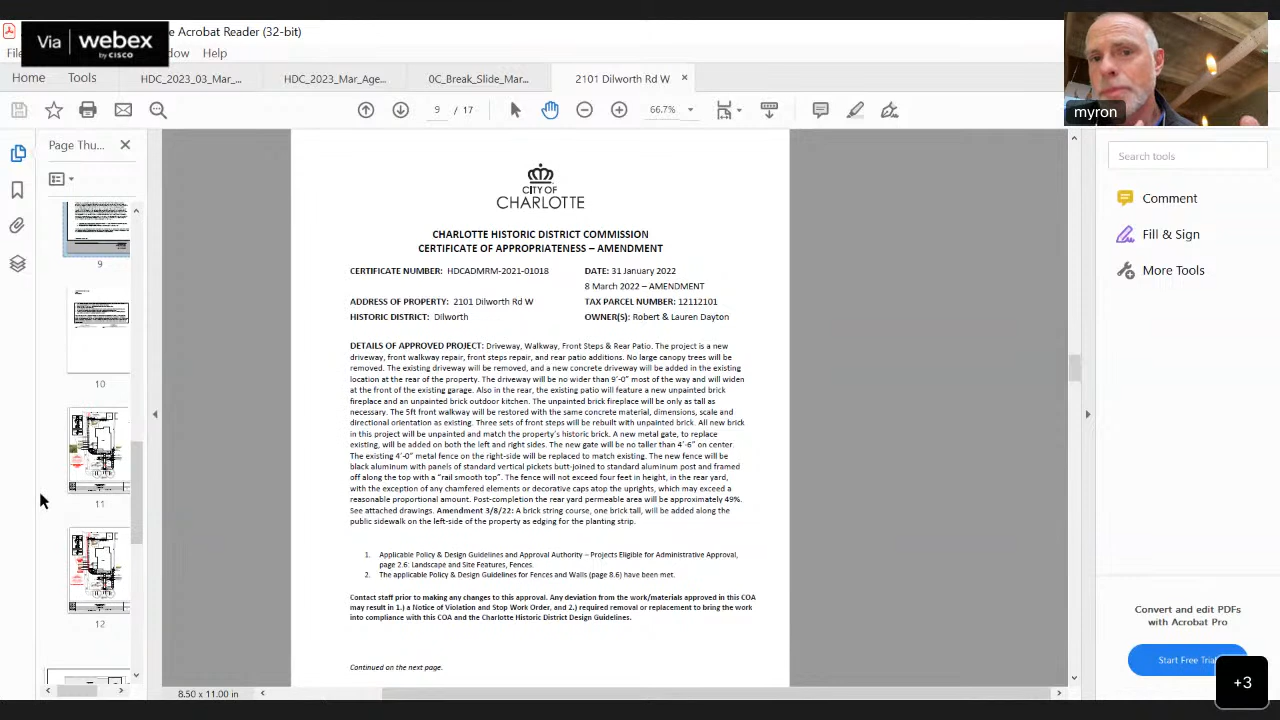 Via webex
by CISCO
e Acrobat Reader (32-bit)
dow Help
Home Tools HDC_2023_03_Mar_... HDC_2023_Mar_Age... 0C_Break_Slide_Mar... 2101 Dilworth Rd W ×
9 / 17 66.7%
myron
Page Thu...
9
10
11
12
Search tools
Comment
Fill & Sign
More Tools
CITY OF
CHARLOTTE
CHARLOTTE HISTORIC DISTRICT COMMISSION
CERTIFICATE OF APPROPRIATENESS – AMENDMENT
CERTIFICATE NUMBER: HDCADMRM-2021-01018 DATE: 31 January 2022
8 March 2022 – AMENDMENT
ADDRESS OF PROPERTY: 2101 Dilworth Rd W TAX PARCEL NUMBER: 12112101
HISTORIC DISTRICT: Dilworth OWNER(S): Robert & Lauren Dayton
DETAILS OF APPROVED PROJECT: Driveway, Walkway, Front Steps & Rear Patio. The project is a new
driveway, front walkway repair, front steps repair, and rear patio additions. No large canopy trees will be
removed. The existing driveway will be removed, and a new concrete driveway will be added in the existing
location at the rear of the property. The driveway will be no wider than 9'-0" most of the way and will widen
at the front of the existing garage. Also in the rear, the existing patio will feature a new unpainted brick
fireplace and an unpainted brick outdoor kitchen. The unpainted brick fireplace will be only as tall as
necessary. The 5ft front walkway will be restored with the same concrete material, dimensions, scale and
directional orientation as existing. Three sets of front steps will be rebuilt with unpainted brick. All new brick
in this project will be unpainted and match the property's historic brick. A new metal gate, to replace
existing, will be added on both the left and right sides. The new gate will be no taller than 4'-6" on center.
The existing 4'-0" metal fence on the right-side will be replaced to match existing. The new fence will be
black aluminum with panels of standard vertical pickets butt-joined to standard aluminum post and framed
off along the top with a "rail smooth top". The fence will not exceed four feet in height, in the rear yard,
with the exception of any chamfered elements or decorative caps atop the uprights, which may exceed a
reasonable proportional amount. Post-completion the rear yard permeable area will be approximately 49%.
See attached drawings. Amendment 3/8/22: A brick string course, one brick tall, will be added along the
public sidewalk on the left-side of the property as edging for the planting strip.
1. Applicable Policy & Design Guidelines and Approval Authority – Projects Eligible for Administrative Approval,
page 2.6: Landscape and Site Features, Fences.
2. The applicable Policy & Design Guidelines for Fences and Walls (page 8.6) have been met.
Contact staff prior to making any changes to this approval. Any deviation from the work/materials approved in this COA
may result in 1.) a Notice of Violation and Stop Work Order, and 2.) required removal or replacement to bring the work
into compliance with this COA and the Charlotte Historic District Design Guidelines.
Continued on the next page.
8.50 x 11.00 in
Convert and edit PDFs
with Acrobat Pro
Start Free Trial
+3